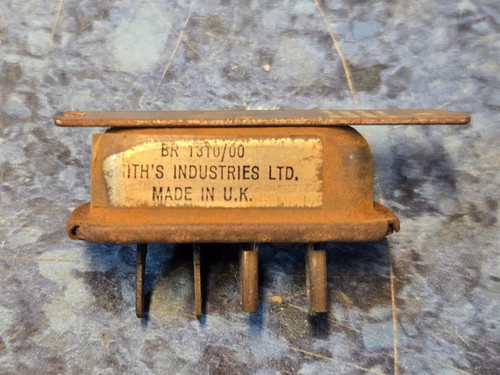 BR 1310/00
ITH'S INDUSTRIES LTD.
MADE IN U.K.